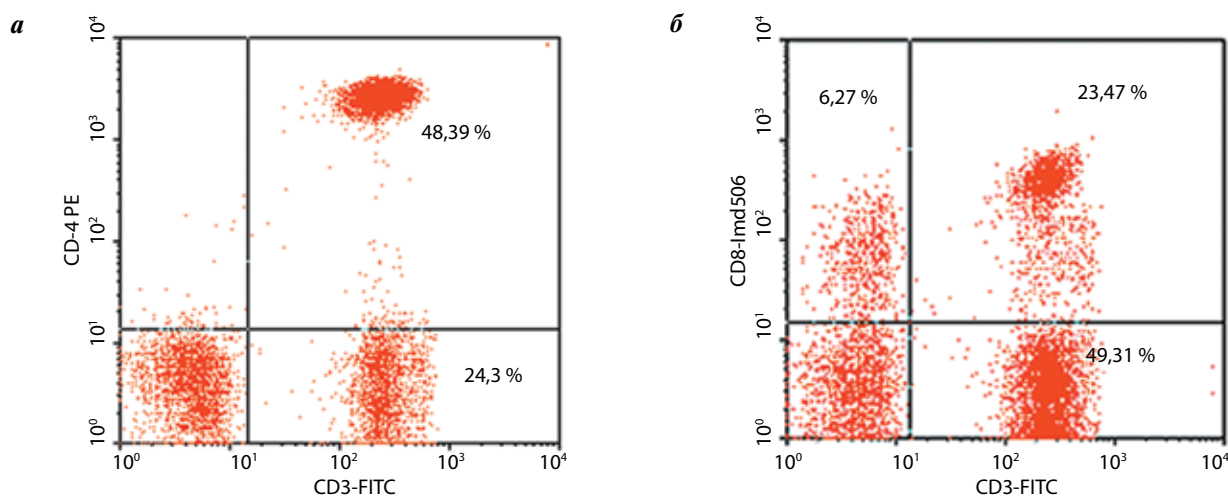 а
10⁴
10³
10²
10¹
10⁰
CD-4 PE
48,39 %
24,3 %
10⁰ 10¹ 10² 10³ 10⁴
CD3-FITC
б
10⁴
10³
10²
10¹
10⁰
CD8-Imd506
6,27 %
23,47 %
49,31 %
10⁰ 10¹ 10² 10³ 10⁴
CD3-FITC